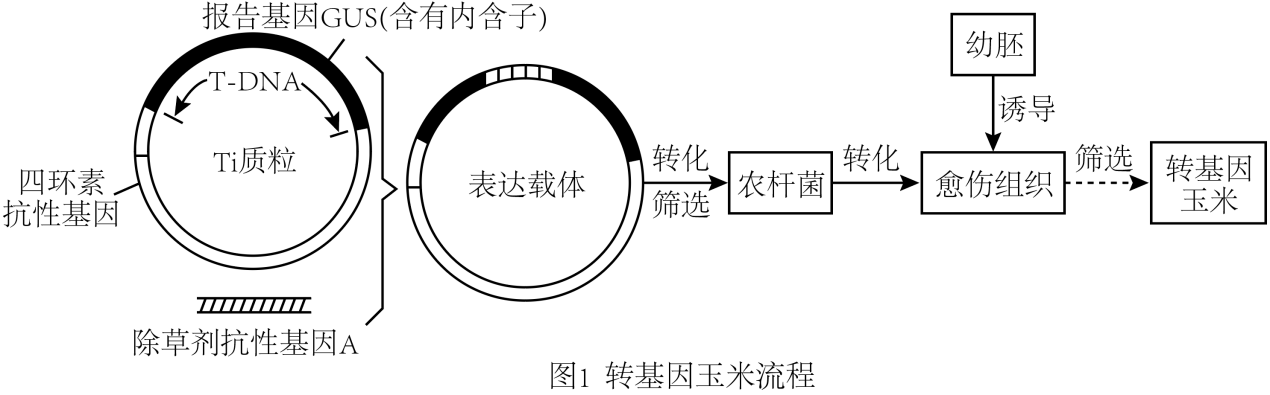 报告基因GUS(含有内含子)
T-DNA
Ti质粒
四环素
抗性基因
除草剂抗性基因A
表达载体
转化
筛选
农杆菌
转化
幼胚
诱导
愈伤组织
筛选
转基因
玉米
图1 转基因玉米流程